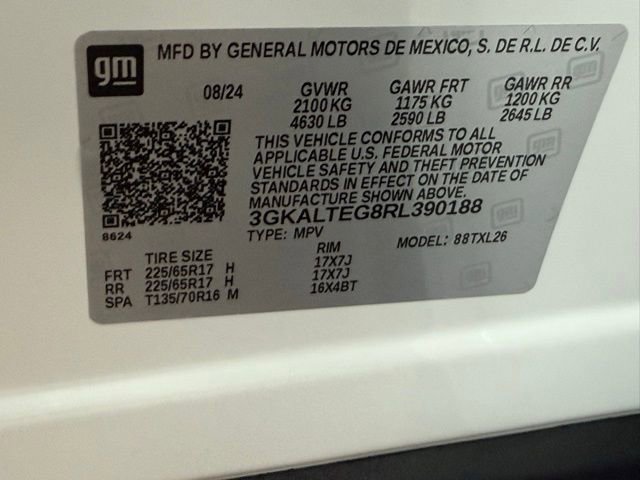 gm
MFD BY GENERAL MOTORS DE MEXICO, S. DE R.L. DE C.V.
08/24 GVWR GAWR FRT GAWR RR
2100 KG 1175 KG 1200 KG
4630 LB 2590 LB 2645 LB
THIS VEHICLE CONFORMS TO ALL
APPLICABLE U.S. FEDERAL MOTOR
VEHICLE SAFETY AND THEFT PREVENTION
STANDARDS IN EFFECT ON THE DATE OF
MANUFACTURE SHOWN ABOVE.
3GKALTEG8RL390188
8624
TYPE: MPV MODEL: 88TXL26
TIRE SIZE RIM
FRT 225/65R17 H 17X7J
RR 225/65R17 H 17X7J
SPA T135/70R16 M 16X4BT